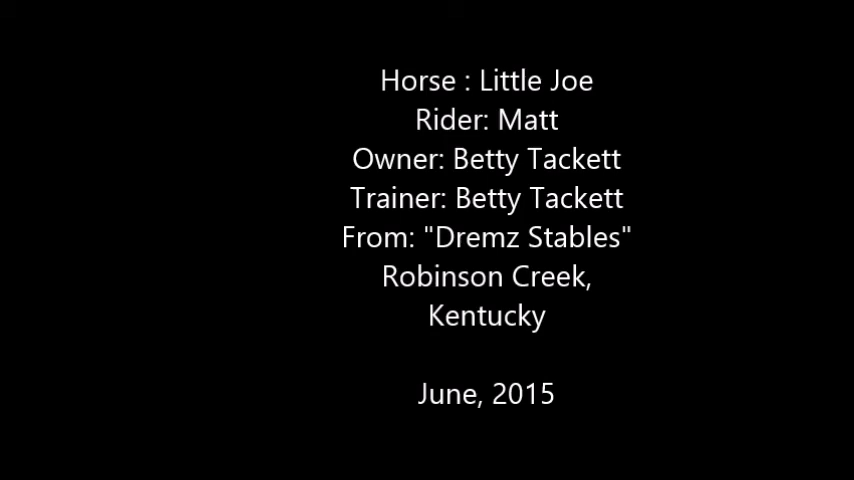 Horse : Little Joe
Rider: Matt
Owner: Betty Tackett
Trainer: Betty Tackett
From: "Dremz Stables"
Robinson Creek,
Kentucky
June, 2015